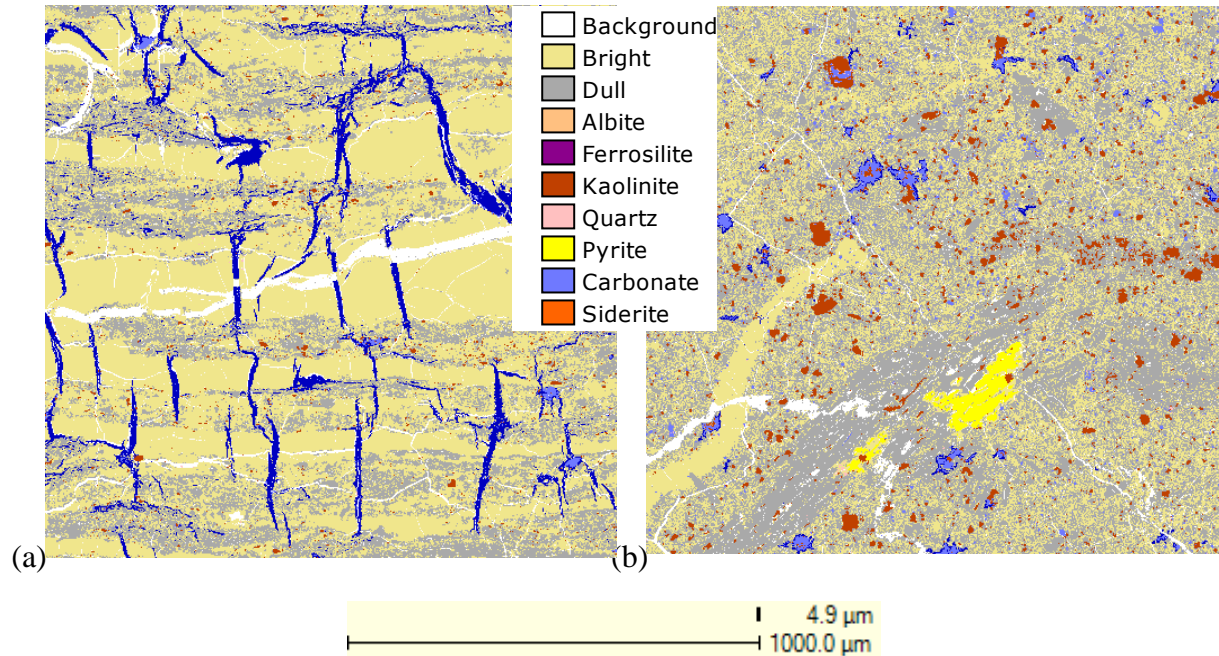 Background
Bright
Dull
Albite
Ferrosilite
Kaolinite
Quartz
Pyrite
Carbonate
Siderite
(a)
(b)
4.9 µm
1000.0 µm